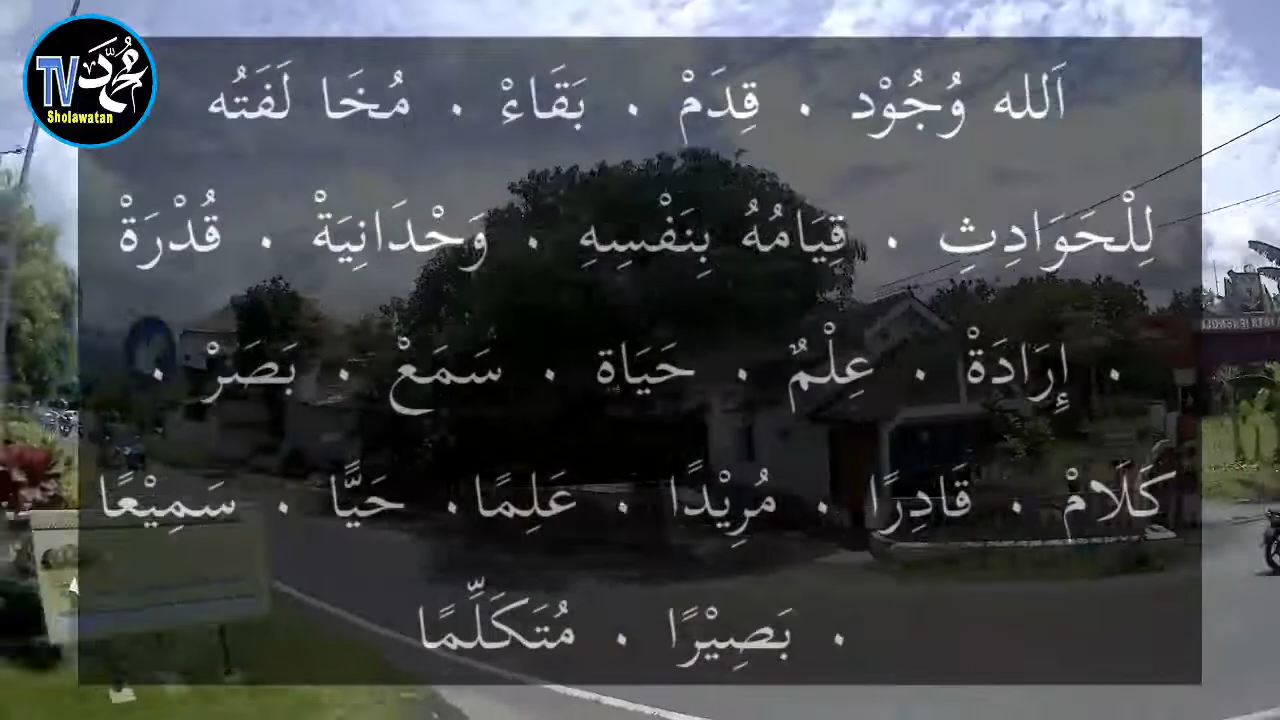 TV
مُحَمَّد
Sholawatan
اَلله وُجُوْد . قِدَمْ . بَقَاءْ . مُخَا لَفَتُه
لِلْحَوَادِثِ . قِيَامُهُ بِنَفْسِهِ . وَحْدَانِيَةْ . قُدْرَةْ
. إِرَادَةْ . عِلْمٌ . حَيَاة . سَمَعْ . بَصَرْ .
كَلَامْ . قَادِرًا . مُرِيْدًا . عَلِمًا . حَيًّا . سَمِيْعًا
. بَصِيْرًا . مُتَكَلِّمًا